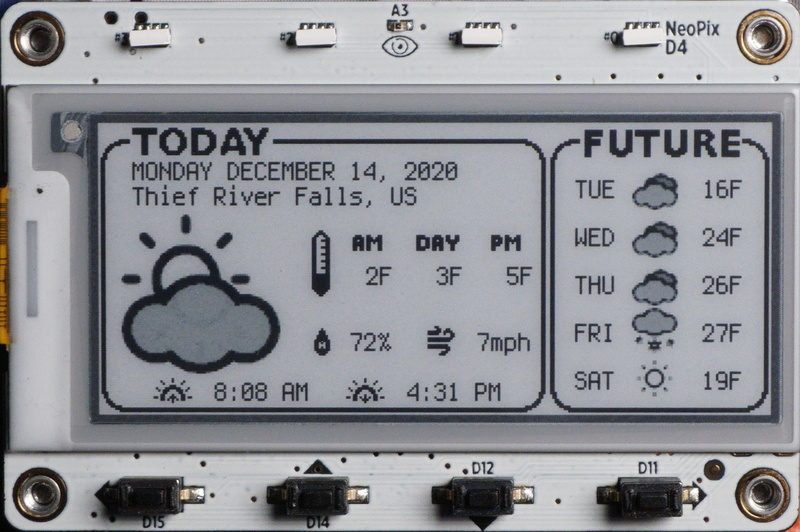 A3
NeoPix
D4
TODAY
MONDAY DECEMBER 14, 2020
Thief River Falls, US
AM DAY PM
2F 3F 5F
72% 7mph
8:08 AM 4:31 PM
FUTURE
TUE 16F
WED 24F
THU 26F
FRI 27F
SAT 19F
D15
D14
D12
D11